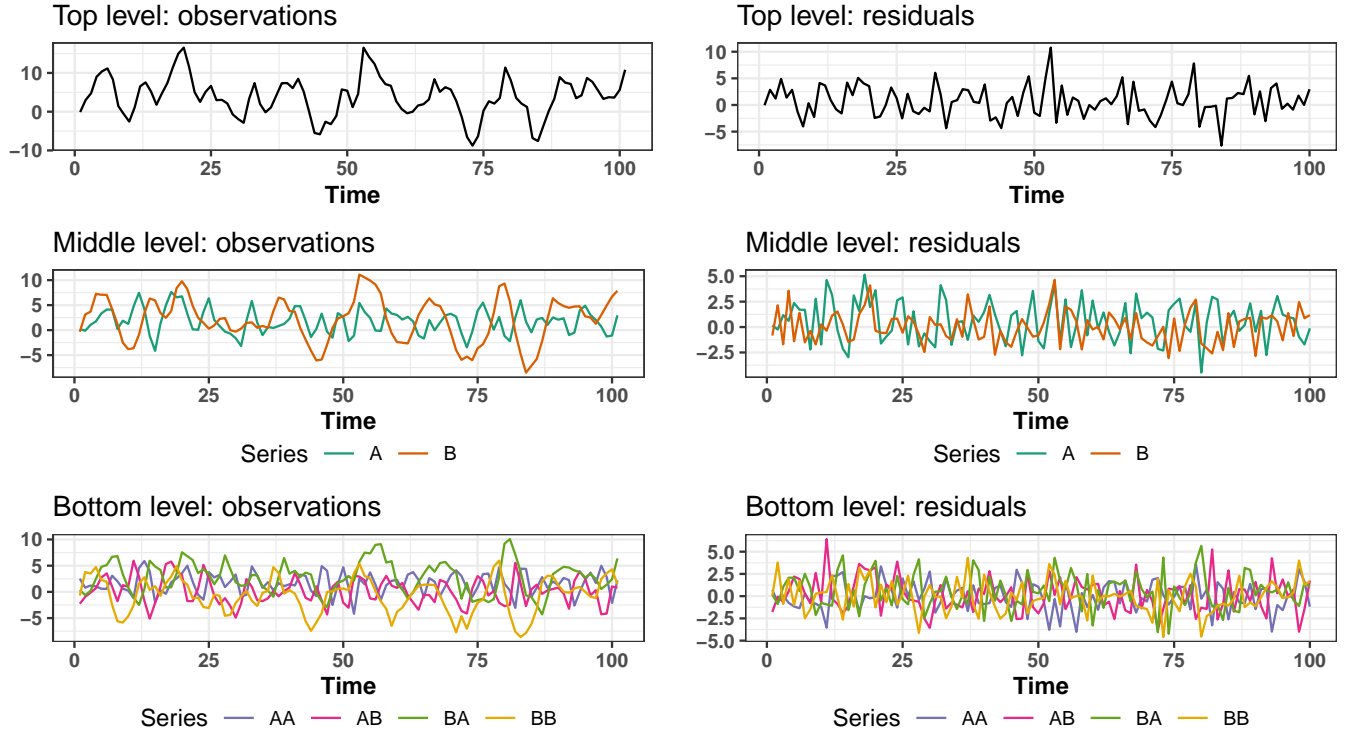 Top level: observations
10
0
−10
0 25 50 75 100
Time
Top level: residuals
10
5
0
−5
0 25 50 75 100
Time
Middle level: observations
10
5
0
−5
0 25 50 75 100
Time
Series A B
Middle level: residuals
5.0
2.5
0.0
−2.5
0 25 50 75 100
Time
Series A B
Bottom level: observations
10
5
0
−5
0 25 50 75 100
Time
Series AA AB BA BB
Bottom level: residuals
5.0
2.5
0.0
−2.5
−5.0
0 25 50 75 100
Time
Series AA AB BA BB